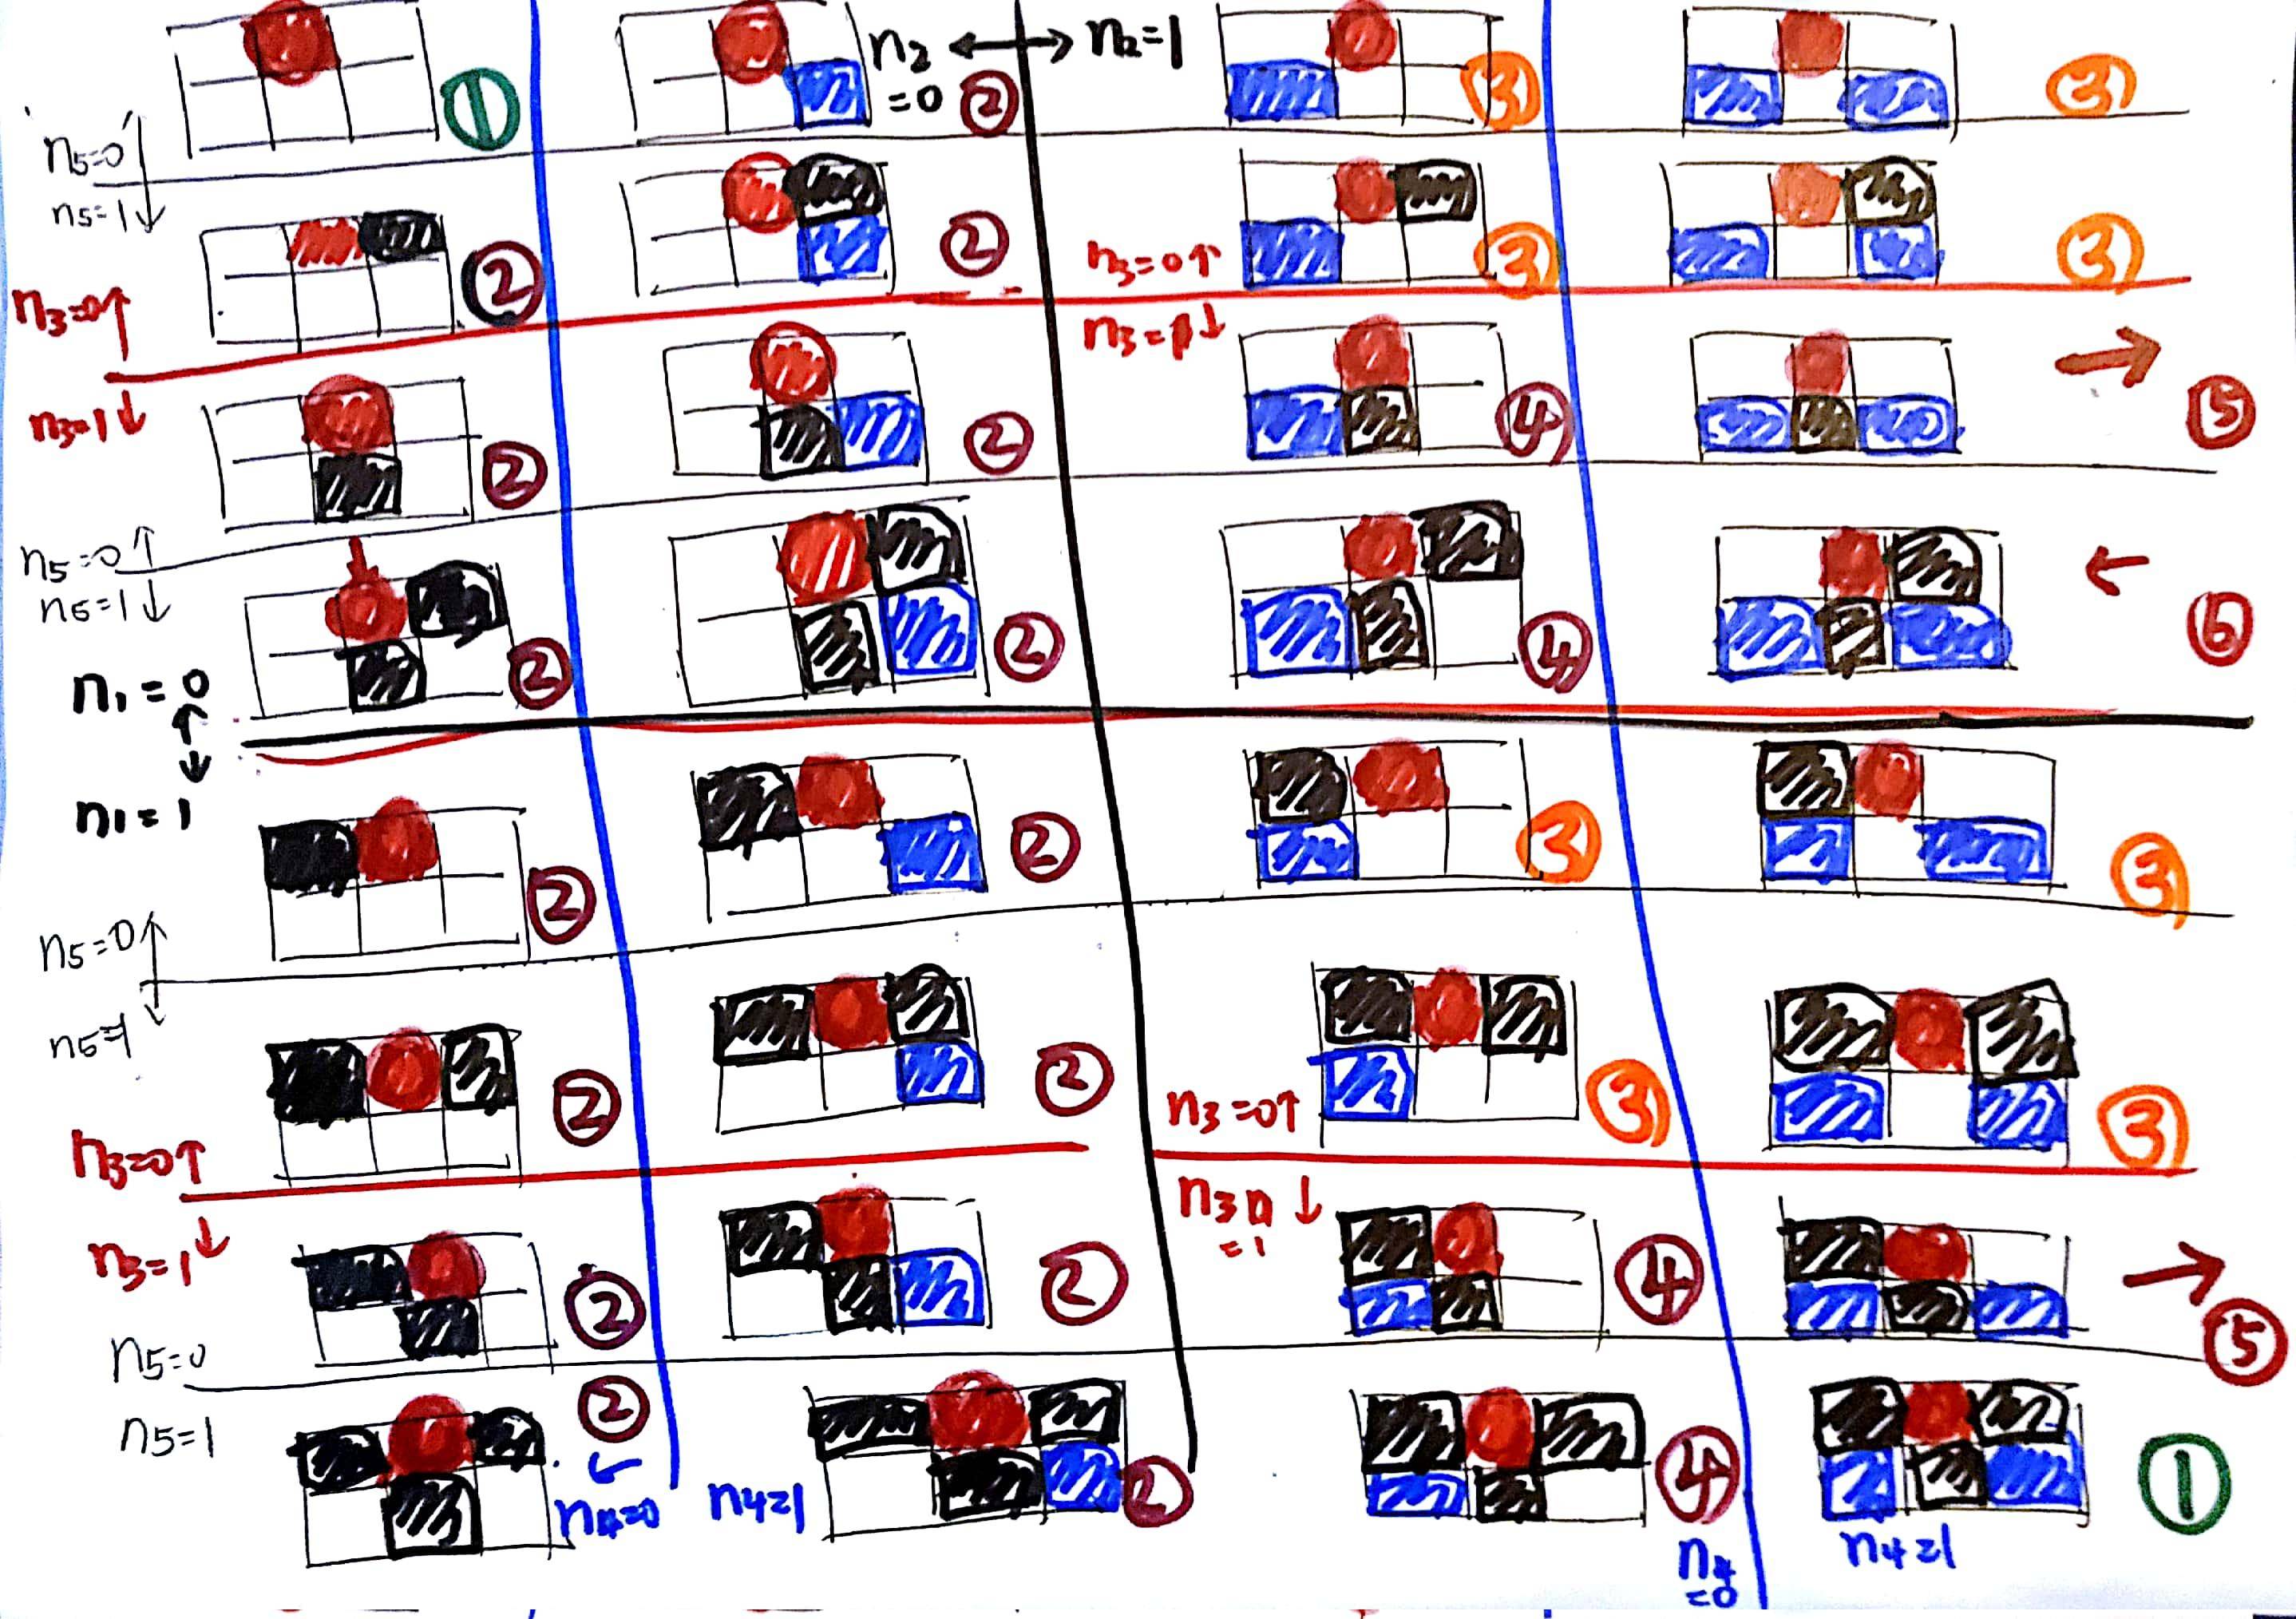 n₂ ↔ n₂=1
=0
① ② ③ ③
n5=0
n5=1↓
② ② ③ ③
n3=0↑
n3=0↑
n3=1↓
n3=1↓
② ② ④ → ⑤
n5=0↑
n5=1↓
←
② ② ④ ⑥
n₁=0
↕
n₁=1
② ② ③ ③
n5=0↑
n5=1
② ② ③ ③
n3=0↑
n3=0↑
n3=1↓
n3 ↓
=1
② ② ④ → ⑤
n5=0
n5=1
② ② ④ ①
n4=0 n4=1
n4
=0
n4=1